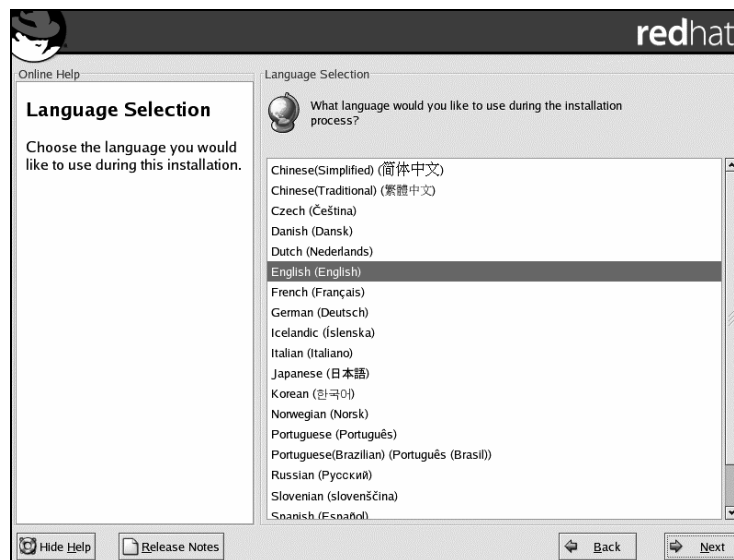 redhat
Online Help
Language Selection
Choose the language you would
like to use during this installation.
Language Selection
What language would you like to use during the installation
process?
Chinese(Simplified) (简体中文)
Chinese(Traditional) (繁體中文)
Czech (Čeština)
Danish (Dansk)
Dutch (Nederlands)
English (English)
French (Français)
German (Deutsch)
Icelandic (Íslenska)
Italian (Italiano)
Japanese (日本語)
Korean (한국어)
Norwegian (Norsk)
Portuguese (Português)
Portuguese(Brazilian) (Português (Brasil))
Russian (Русский)
Slovenian (slovenščina)
Spanish (Español)
Hide Help
Release Notes
Back
Next